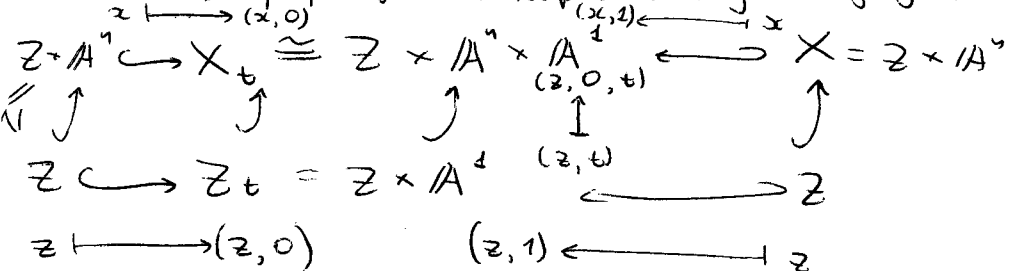 x ↦ (x,0) (x,1) ↤ x
Z × 𝔸ⁿ ↪ X_t ≅ Z × 𝔸ⁿ × 𝔸¹ ↩ X = Z × 𝔸ⁿ
(z,0,t)
(z,t)
Z ↪ Z_t = Z × 𝔸¹ ↩ Z
z ↦ (z,0) (z,1) ↤ z